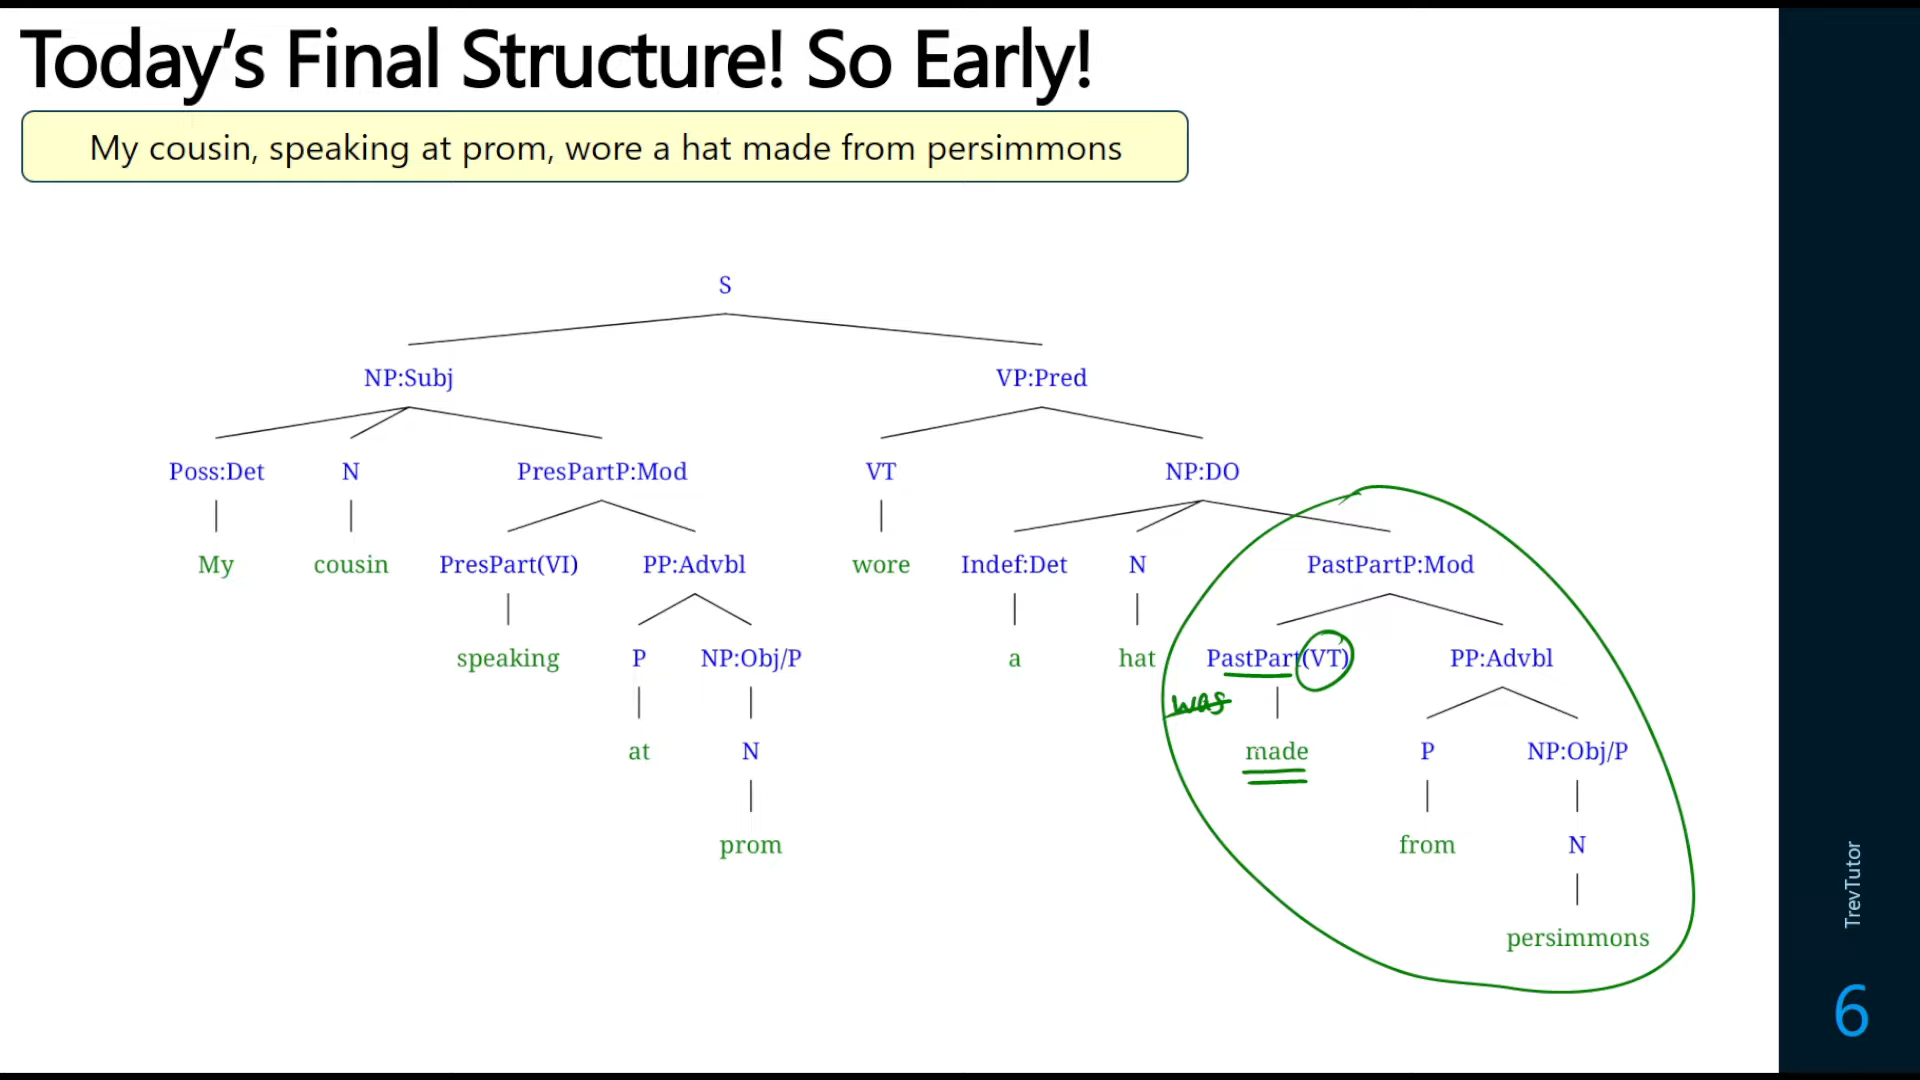 Today's Final Structure! So Early!
My cousin, speaking at prom, wore a hat made from persimmons
S
NP:Subj VP:Pred
Poss:Det N PresPartP:Mod VT NP:DO
My cousin PresPart(VI) PP:Advbl wore Indef:Det N PastPartP:Mod
speaking P NP:Obj/P a hat PastPart(VT) PP:Advbl
was
at N made P NP:Obj/P
prom from N
persimmons
TrevTutor
6